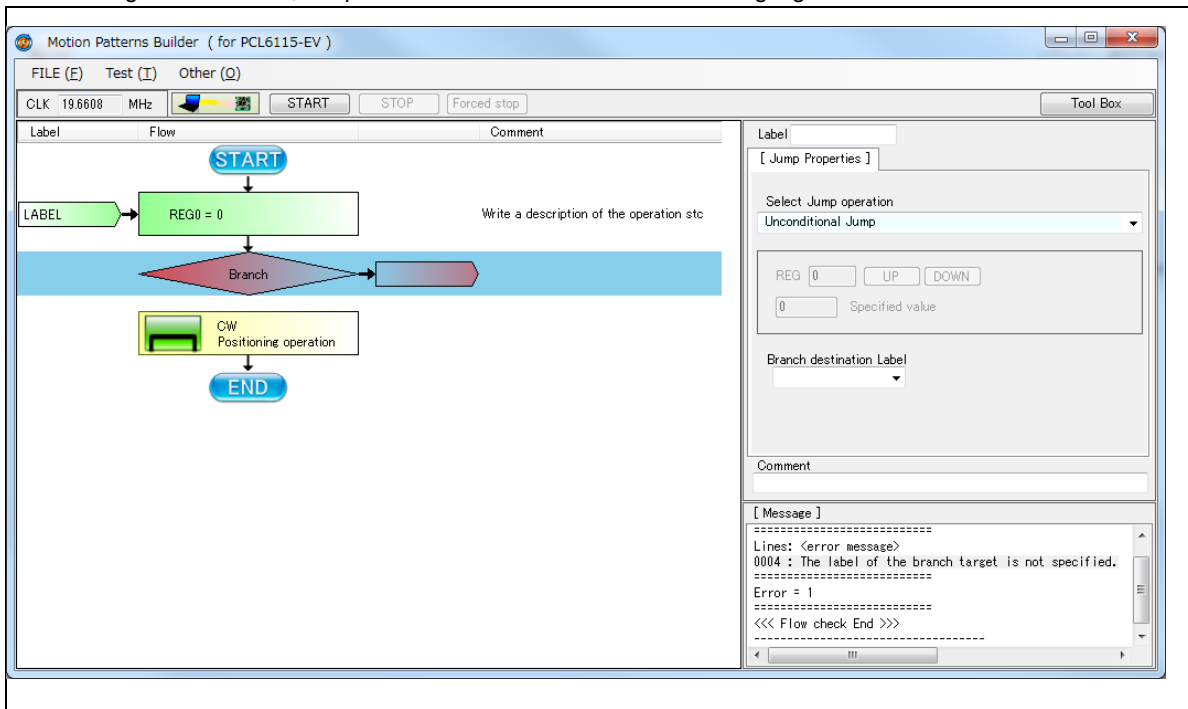 Motion Patterns Builder ( for PCL6115-EV )
FILE (F) Test (T) Other (O)
CLK 19.6608 MHz START STOP Forced stop Tool Box
Label Flow Comment
START
LABEL REG0 = 0 Write a description of the operation stc
Branch
CW
Positioning operation
END
Label
[ Jump Properties ]
Select Jump operation
Unconditional Jump
REG 0 UP DOWN
0 Specified value
Branch destination Label
Comment
[ Message ]
===========================
Lines: <error message>
0004 : The label of the branch target is not specified.
===========================
Error = 1
===========================
<<< Flow check End >>>
-----------------------------------